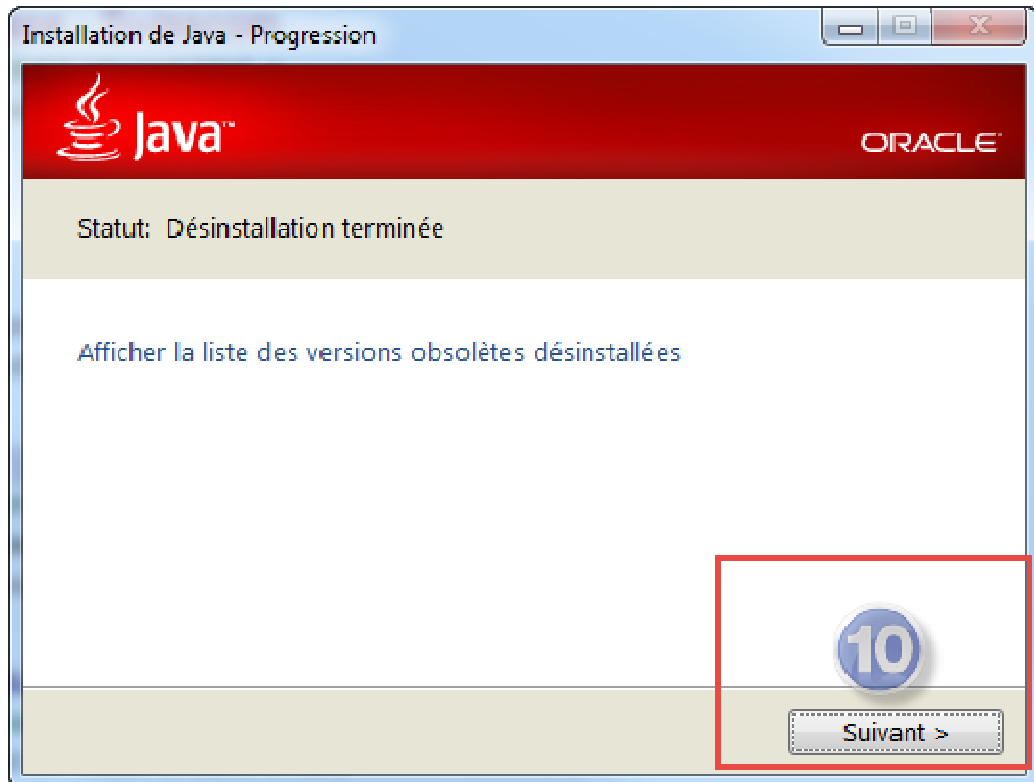 Installation de Java - Progression
Java™
ORACLE
Statut: Désinstallation terminée
Afficher la liste des versions obsolètes désinstallées
10
Suivant >